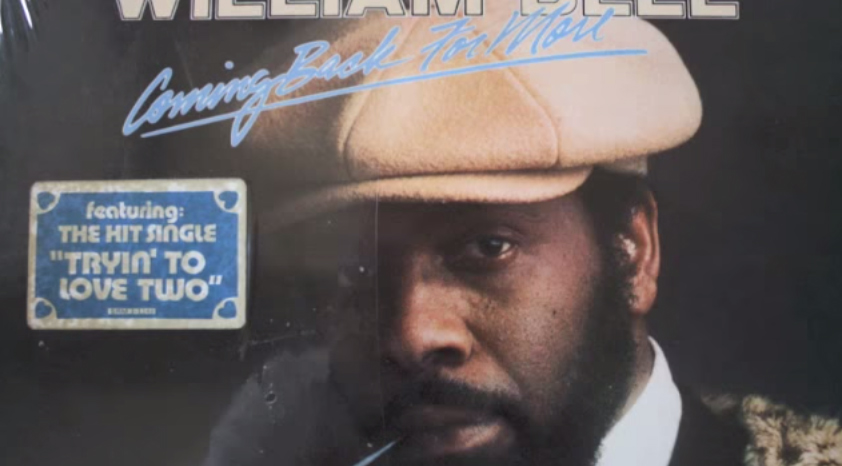 WILLIAM BELL
Coming Back For More
featuring:
THE HIT SINGLE
"TRYIN' TO
LOVE TWO"